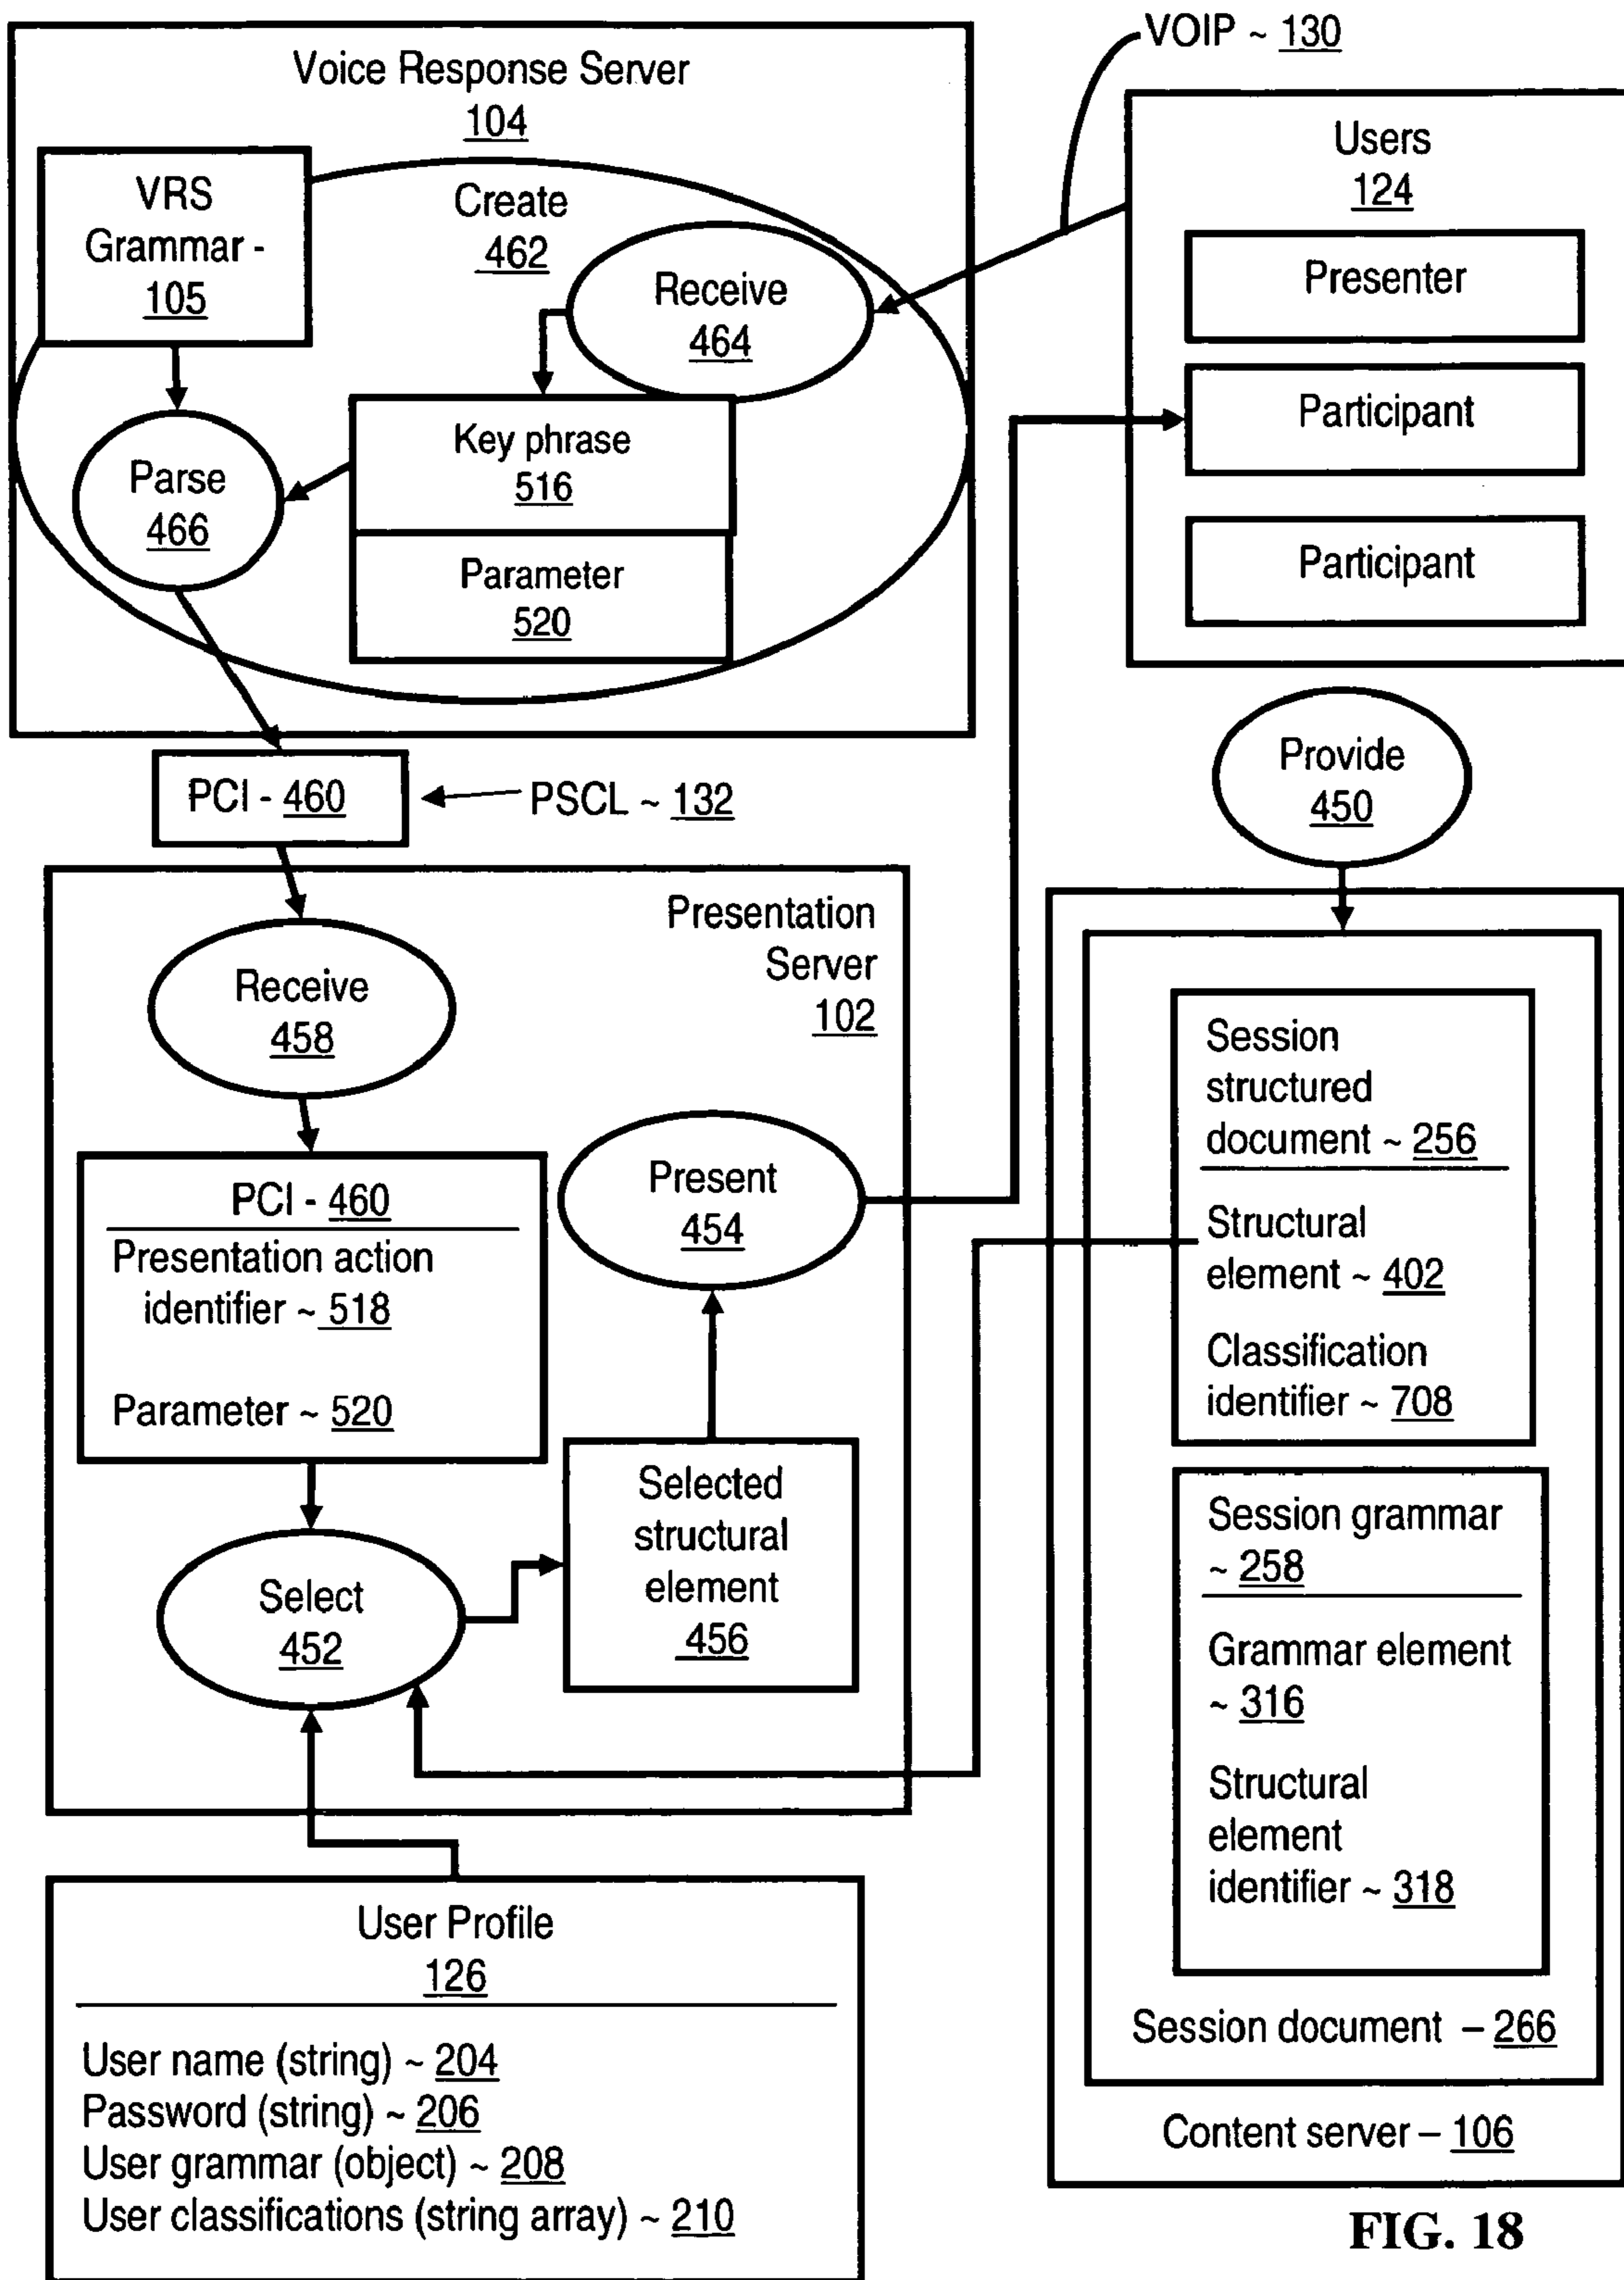 VOIP ~ 130
Voice Response Server
104
VRS
Grammar -
105
Create
462
Receive
464
Key phrase
516
Parse
466
Parameter
520
Users
124
Presenter
Participant
Participant
PCI - 460
PSCL ~ 132
Provide
450
Presentation
Server
102
Receive
458
PCI - 460
Presentation action
identifier ~ 518
Parameter ~ 520
Present
454
Select
452
Selected
structural
element
456
Session
structured
document ~ 256
Structural
element ~ 402
Classification
identifier ~ 708
Session grammar
~ 258
Grammar element
~ 316
Structural
element
identifier ~ 318
Session document – 266
Content server – 106
User Profile
126
User name (string) ~ 204
Password (string) ~ 206
User grammar (object) ~ 208
User classifications (string array) ~ 210
FIG. 18